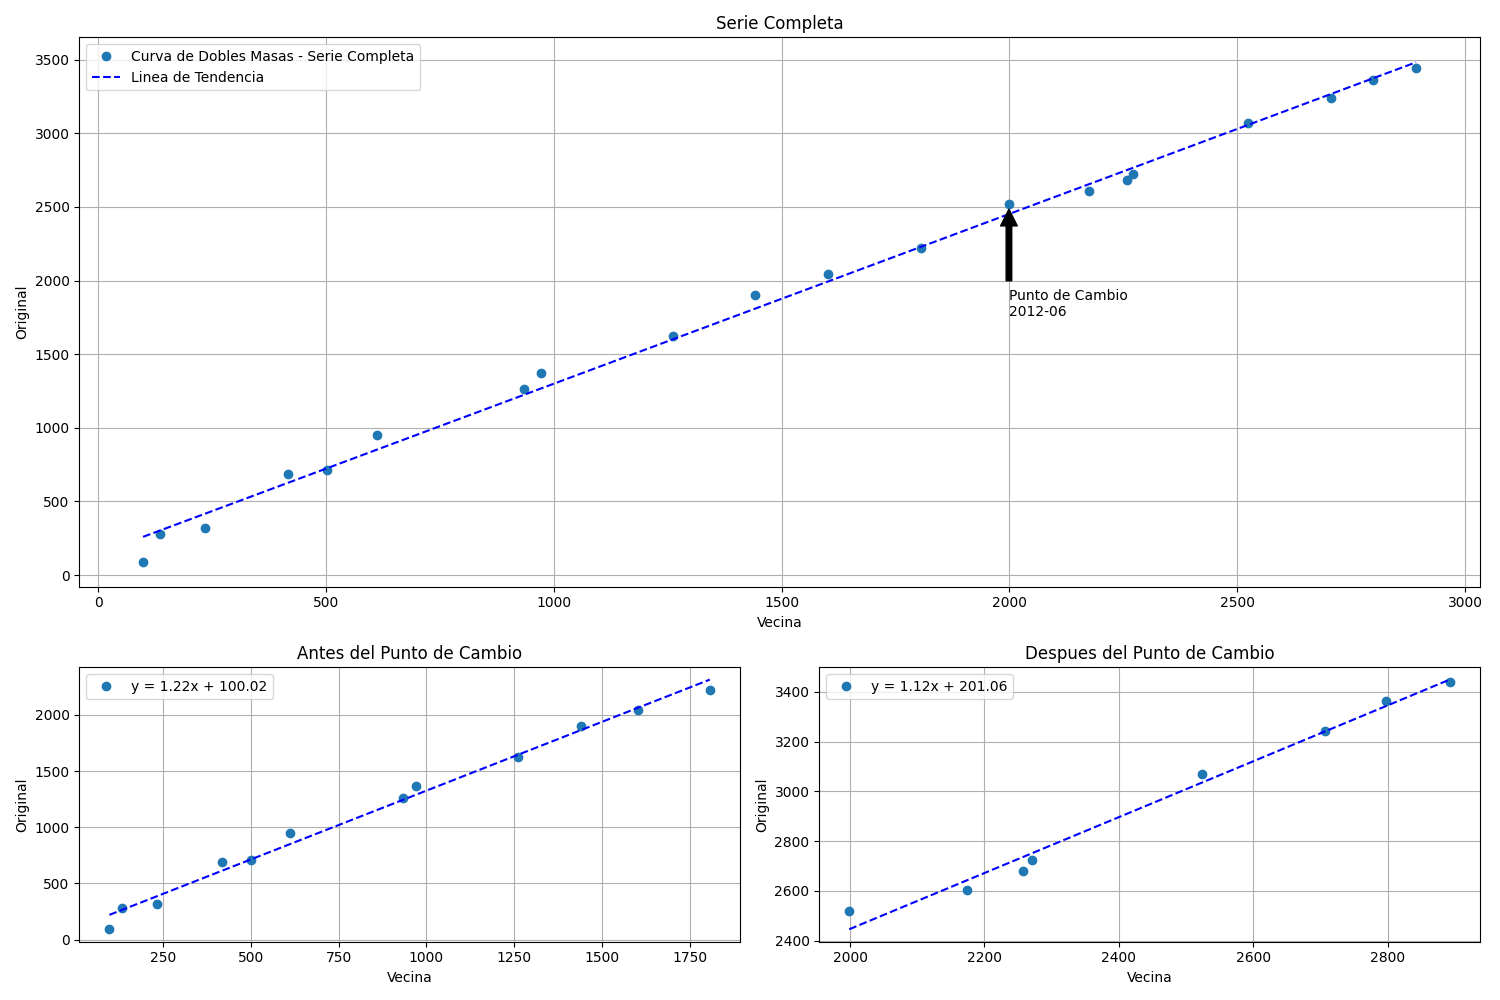 Serie Completa
Curva de Dobles Masas - Serie Completa
Linea de Tendencia
Original
3500
3000
2500
2000
1500
1000
500
0
Punto de Cambio
2012-06
0 500 1000 1500 2000 2500 3000
Vecina
Antes del Punto de Cambio
y = 1.22x + 100.02
Original
2000
1500
1000
500
0
250 500 750 1000 1250 1500 1750
Vecina
Despues del Punto de Cambio
y = 1.12x + 201.06
Original
3400
3200
3000
2800
2600
2400
2000 2200 2400 2600 2800
Vecina